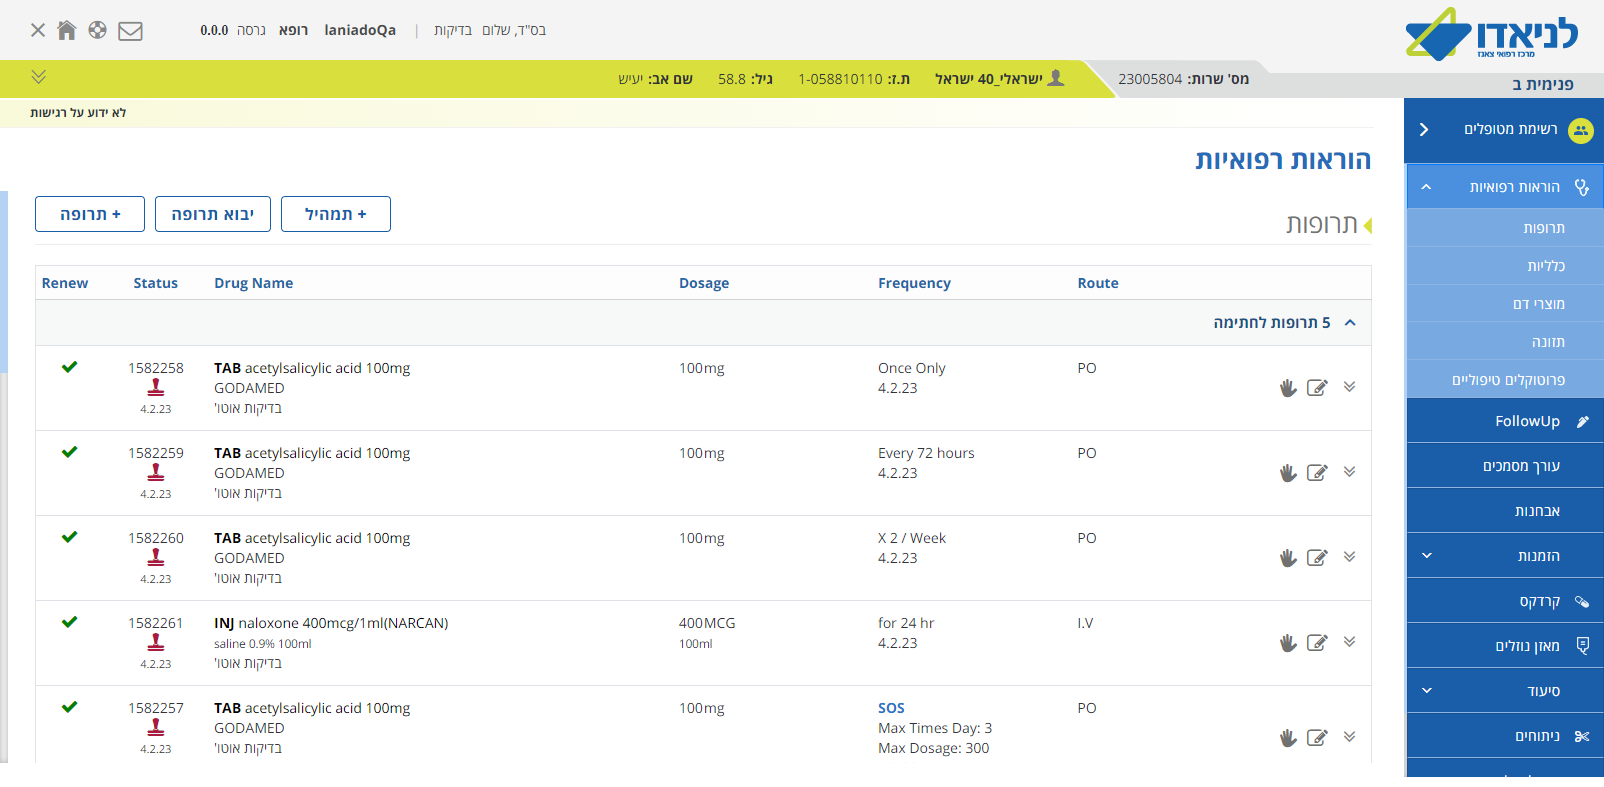 בס"ד, שלום בדיקות | laniadoQa רופא גרסה 0.0.0
לניאדו
מרכז רפואי צאנז
פנימית ב
מס' שרות: 23005804
ישראלי_40 ישראל ת.ז: 1-058810110 גיל: 58.8 שם אב: יעיש
לא ידוע על רגישות
רשימת מטופלים
הוראות רפואיות
תרופות
כלליות
מוצרי דם
תזונה
פרוטוקלים טיפוליים
FollowUp
עורך מסמכים
אבחנות
הזמנות
קרדקס
מאזן נוזלים
סיעוד
ניתוחים
הוראות רפואיות
תרופות
+ תמהיל
יבוא תרופה
+ תרופה
Renew Status Drug Name Dosage Frequency Route
5 תרופות לחתימה
1582258 TAB acetylsalicylic acid 100mg 100mg Once Only PO
GODAMED 4.2.23
4.2.23 בדיקות אוטו'
1582259 TAB acetylsalicylic acid 100mg 100mg Every 72 hours PO
GODAMED 4.2.23
4.2.23 בדיקות אוטו'
1582260 TAB acetylsalicylic acid 100mg 100mg X 2 / Week PO
GODAMED 4.2.23
4.2.23 בדיקות אוטו'
1582261 INJ naloxone 400mcg/1ml(NARCAN) 400MCG for 24 hr I.V
saline 0.9% 100ml 100ml 4.2.23
4.2.23 בדיקות אוטו'
1582257 TAB acetylsalicylic acid 100mg 100mg SOS PO
GODAMED Max Times Day: 3
4.2.23 בדיקות אוטו' Max Dosage: 300